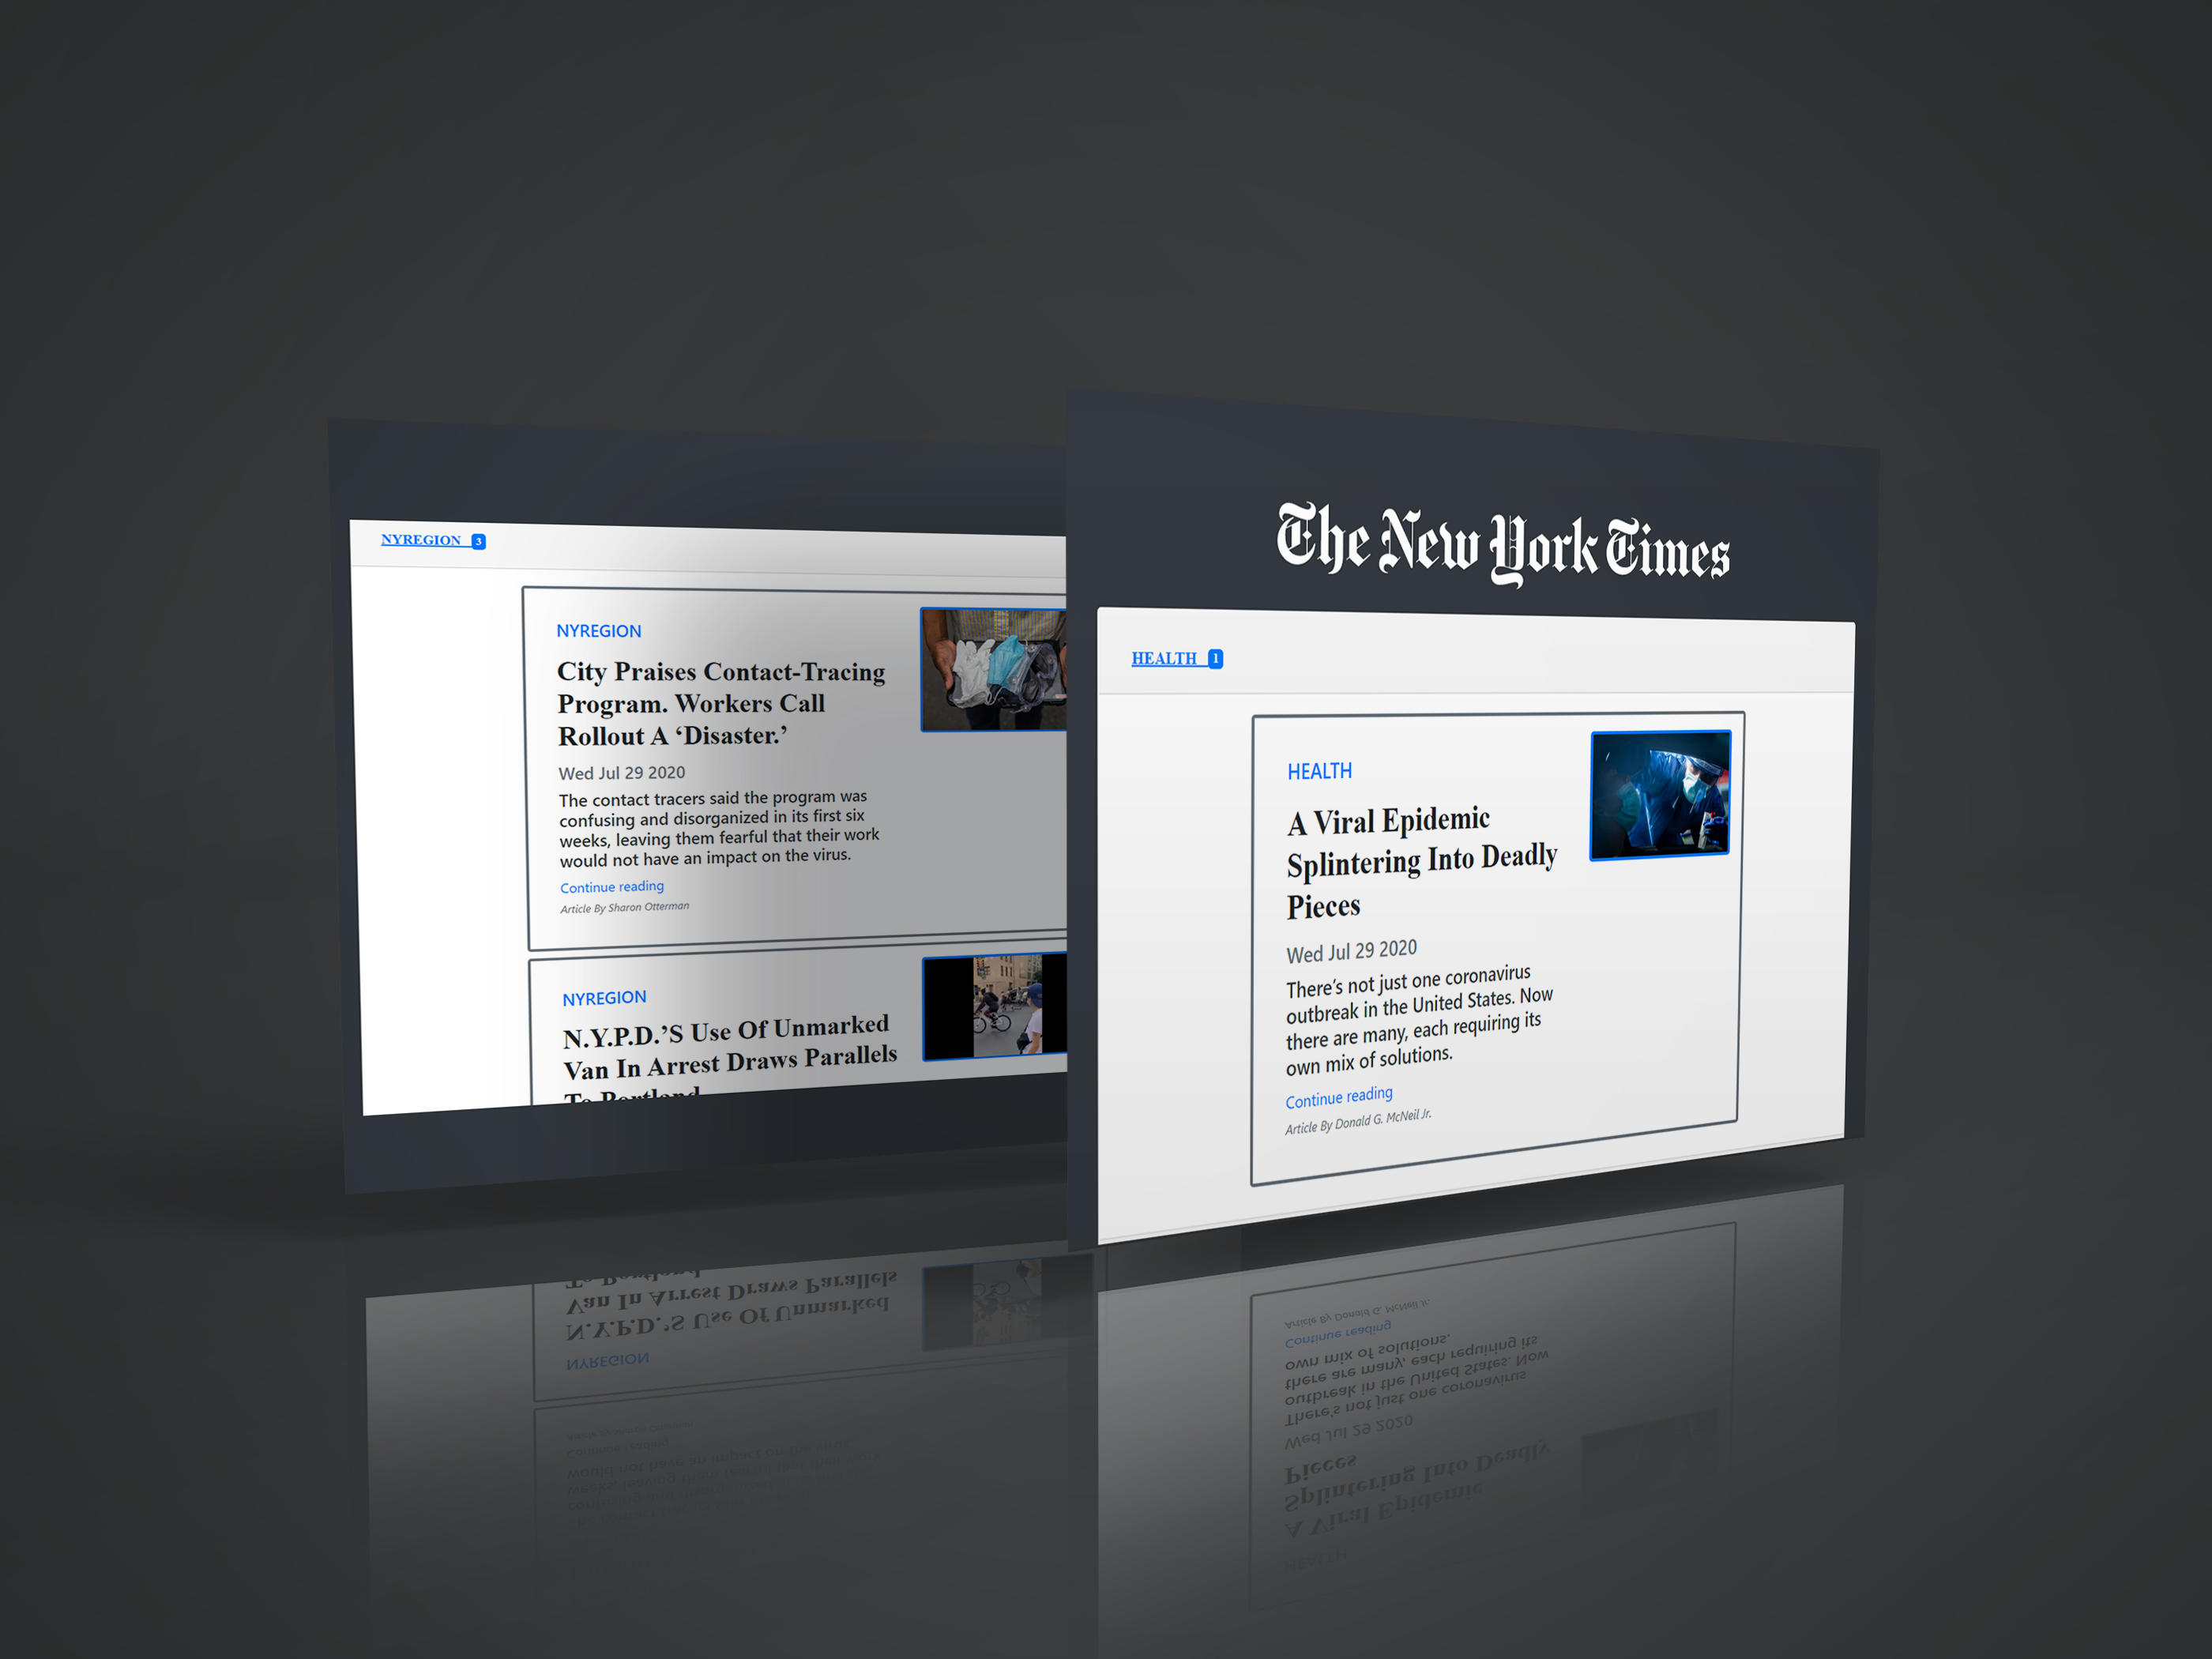 NYREGION 3
NYREGION
City Praises Contact-Tracing
Program. Workers Call
Rollout A ‘Disaster.’
Wed Jul 29 2020
The contact tracers said the program was
confusing and disorganized in its first six
weeks, leaving them fearful that their work
would not have an impact on the virus.
Continue reading
Article By Sharon Otterman
NYREGION
N.Y.P.D.’S Use Of Unmarked
Van In Arrest Draws Parallels
To Portland
The New York Times
HEALTH 1
HEALTH
A Viral Epidemic
Splintering Into Deadly
Pieces
Wed Jul 29 2020
There’s not just one coronavirus
outbreak in the United States. Now
there are many, each requiring its
own mix of solutions.
Continue reading
Article By Donald G. McNeil Jr.